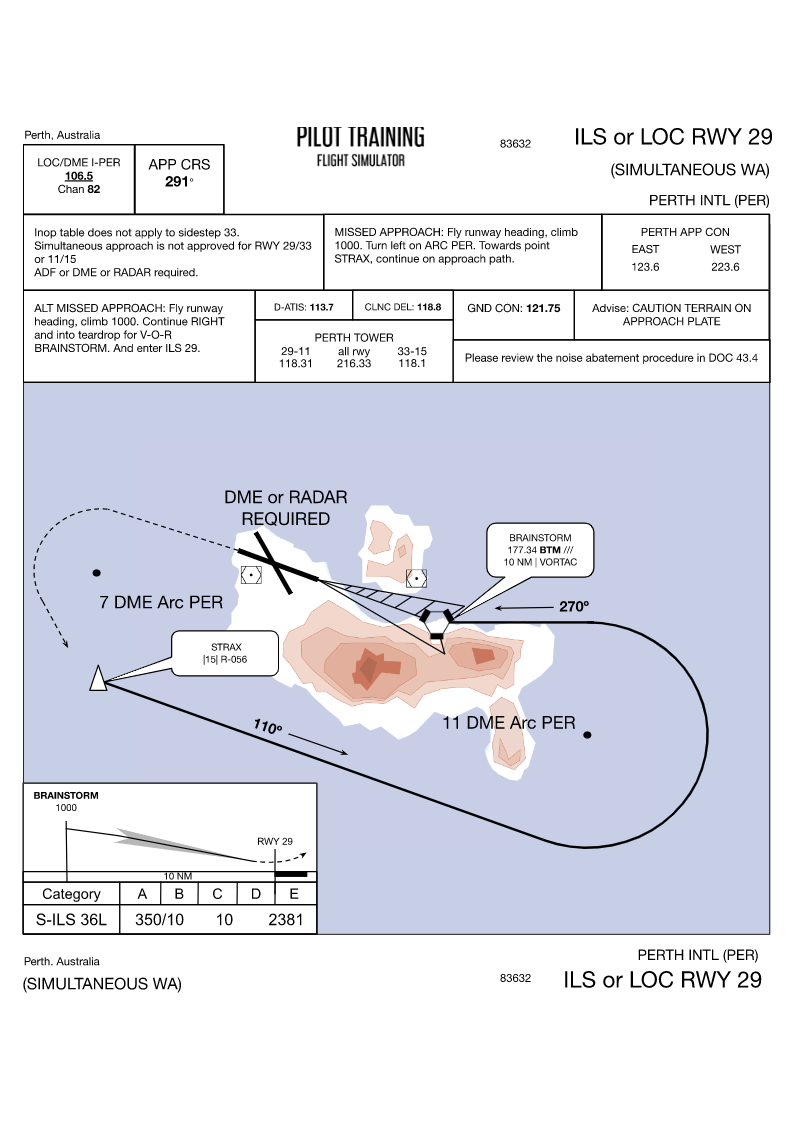 Perth, Australia
PILOT TRAINING
FLIGHT SIMULATOR
83632
ILS or LOC RWY 29
(SIMULTANEOUS WA)
PERTH INTL (PER)
LOC/DME I-PER
106.5
Chan 82
APP CRS
291°
Inop table does not apply to sidestep 33.
Simultaneous approach is not approved for RWY 29/33
or 11/15
ADF or DME or RADAR required.
MISSED APPROACH: Fly runway heading, climb
1000. Turn left on ARC PER. Towards point
STRAX, continue on approach path.
PERTH APP CON
EAST WEST
123.6 223.6
ALT MISSED APPROACH: Fly runway
heading, climb 1000. Continue RIGHT
and into teardrop for V-O-R
BRAINSTORM. And enter ILS 29.
D-ATIS: 113.7
CLNC DEL: 118.8
PERTH TOWER
29-11 all rwy 33-15
118.31 216.33 118.1
GND CON: 121.75
Advise: CAUTION TERRAIN ON
APPROACH PLATE
Please review the noise abatement procedure in DOC 43.4
DME or RADAR
REQUIRED
BRAINSTORM
177.34 BTM ///
10 NM | VORTAC
7 DME Arc PER
270º
STRAX
|15| R-056
110º
11 DME Arc PER
BRAINSTORM
1000
RWY 29
10 NM
Category A B C D E
S-ILS 36L 350/10 10 2381
Perth. Australia
(SIMULTANEOUS WA)
83632
PERTH INTL (PER)
ILS or LOC RWY 29